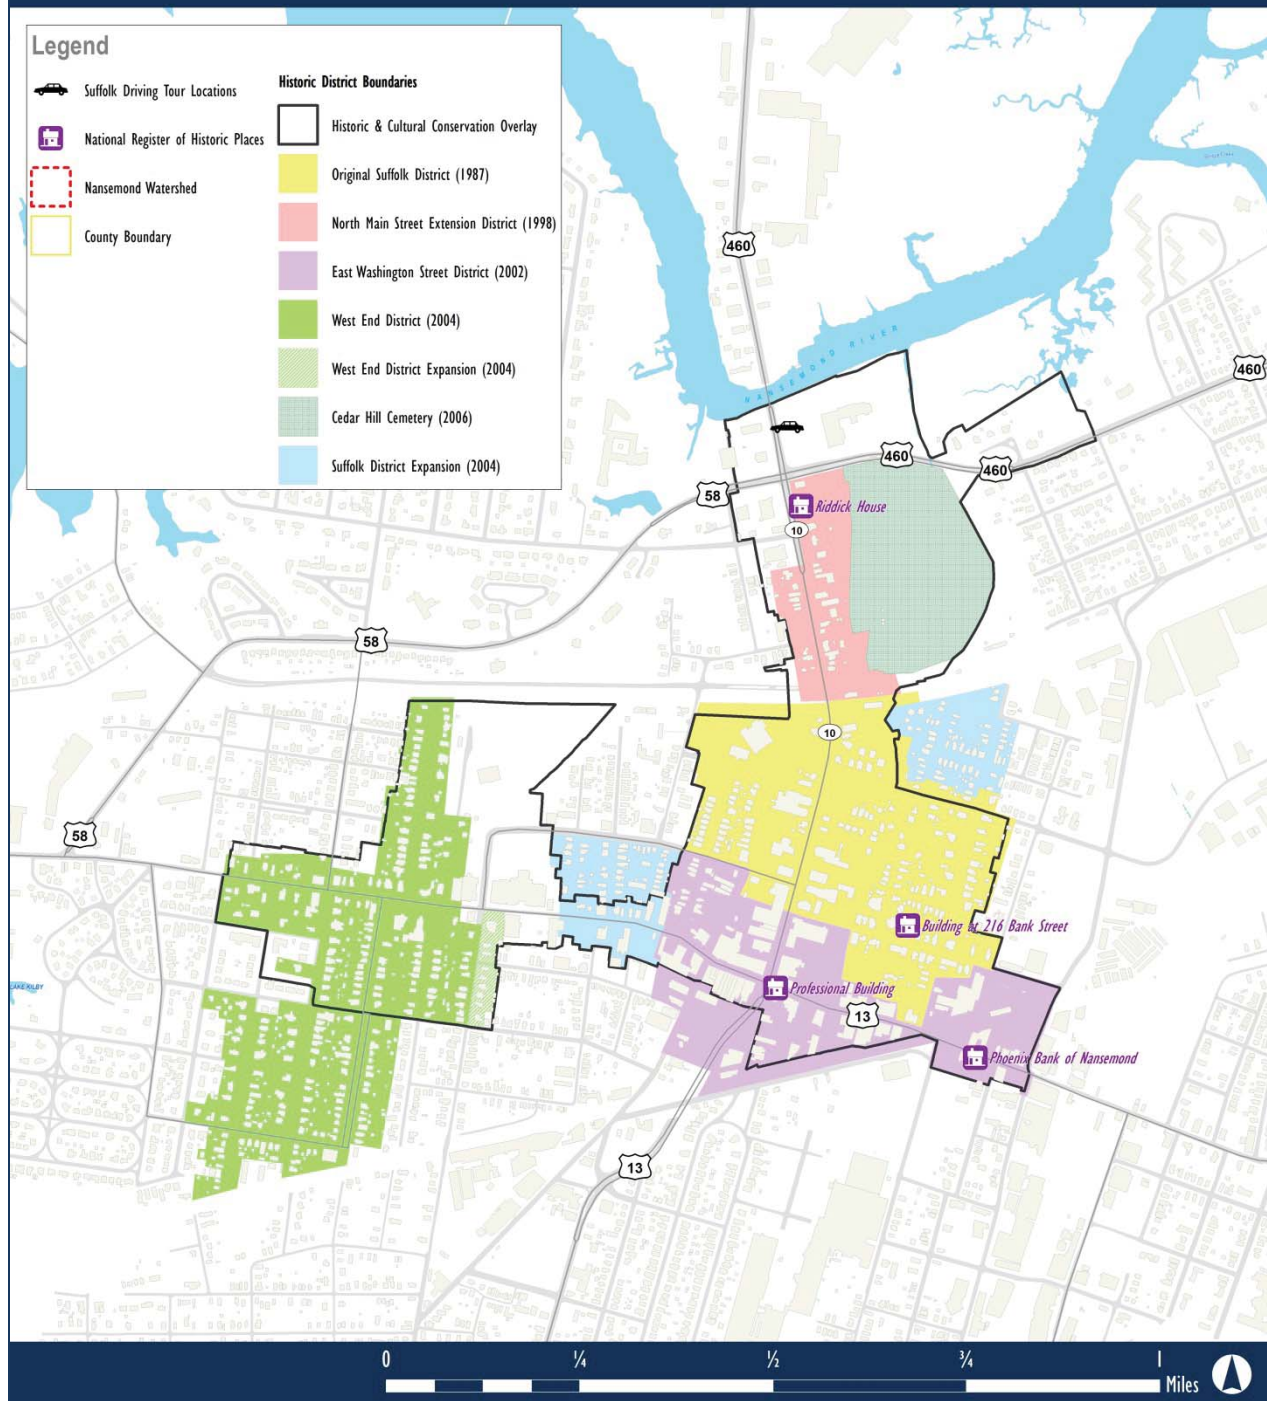 Legend
Suffolk Driving Tour Locations
National Register of Historic Places
Nansemond Watershed
County Boundary
Historic District Boundaries
Historic & Cultural Conservation Overlay
Original Suffolk District (1987)
North Main Street Extension District (1998)
East Washington Street District (2002)
West End District (2004)
West End District Expansion (2004)
Cedar Hill Cemetery (2006)
Suffolk District Expansion (2004)
460
NANSEMOND RIVER
460
460
460
58
Riddick House
10
58
10
58
Building at 216 Bank Street
LAKE KILBY
Professional Building
13
Phoenix Bank of Nansemond
13
0 ¼ ½ ¾ 1
Miles